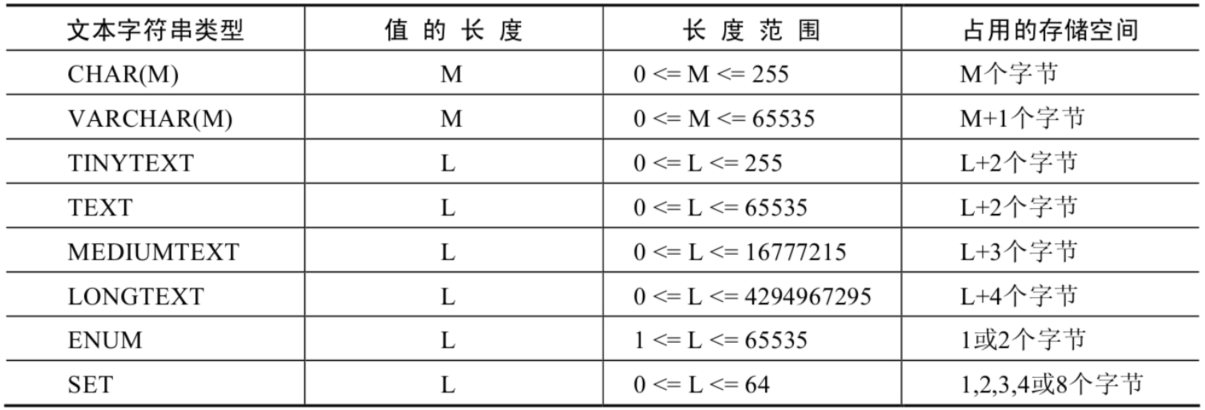 文本字符串类型 值 的 长 度 长 度 范 围 占用的存储空间
CHAR(M) M 0 <= M <= 255 M个字节
VARCHAR(M) M 0 <= M <= 65535 M+1个字节
TINYTEXT L 0 <= L <= 255 L+2个字节
TEXT L 0 <= L <= 65535 L+2个字节
MEDIUMTEXT L 0 <= L <= 16777215 L+3个字节
LONGTEXT L 0 <= L <= 4294967295 L+4个字节
ENUM L 1 <= L <= 65535 1或2个字节
SET L 0 <= L <= 64 1,2,3,4或8个字节